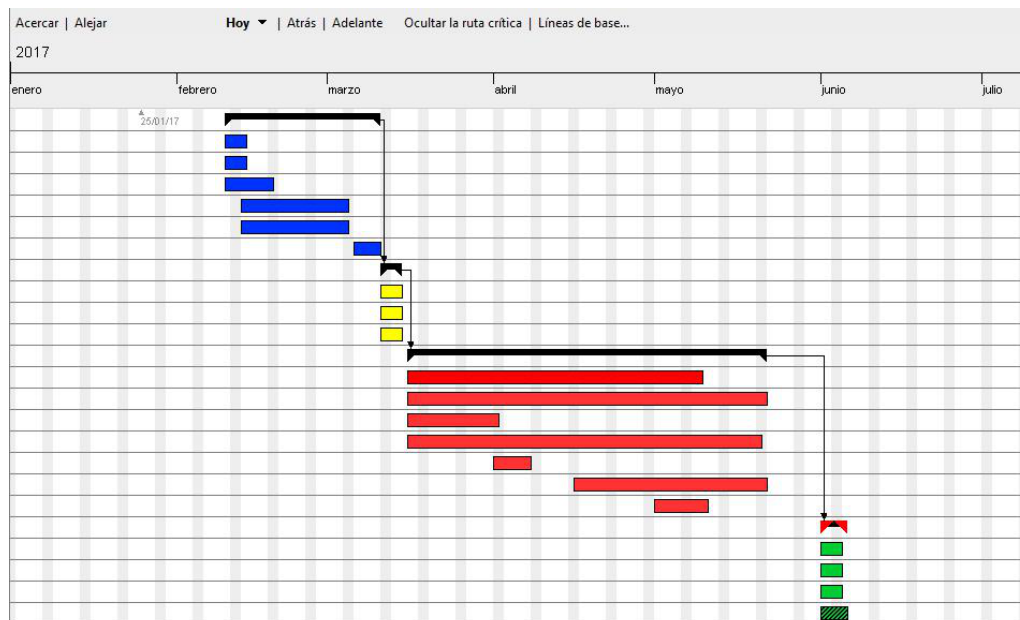 Acercar | Alejar Hoy | Atrás | Adelante Ocultar la ruta crítica | Líneas de base...
2017
enero febrero marzo abril mayo junio julio
25/01/17